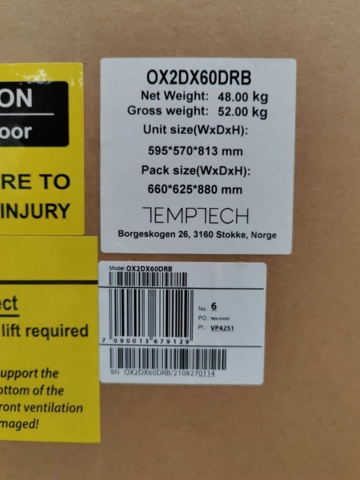 ON
oor
RE TO
INJURY
ect
lift required
upport the
ottom of the
ront ventilation
maged!
OX2DX60DRB
Net Weight: 48.00 kg
Gross weight: 52.00 kg
Unit size(WxDxH):
595*570*813 mm
Pack size(WxDxH):
660*625*880 mm
TEMPTECH
Borgeskogen 26, 3160 Stokke, Norge
Model OX2DX60DRB
No. 6
PO.
PI. VP4251
7 090013 679129
SN: OX2DX60DRB/2108270114